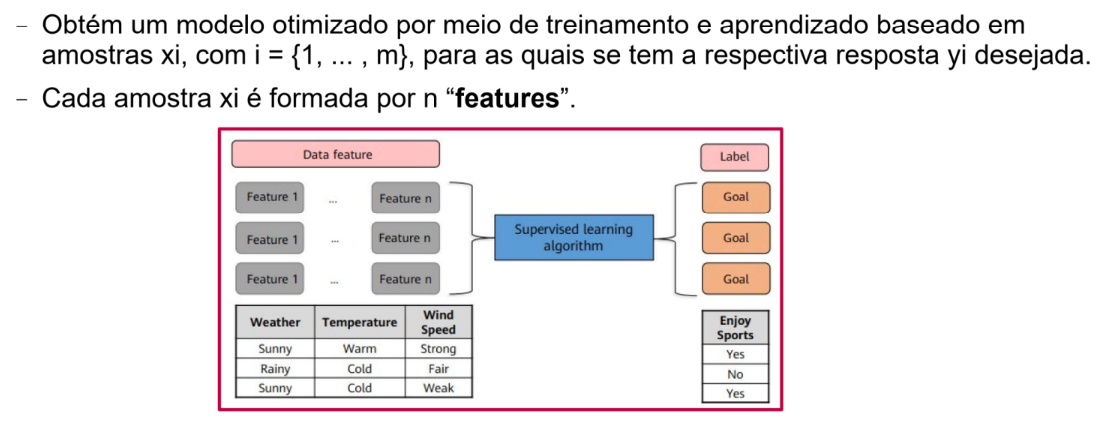 – Obtém um modelo otimizado por meio de treinamento e aprendizado baseado em
amostras xi, com i = {1, ... , m}, para as quais se tem a respectiva resposta yi desejada.
– Cada amostra xi é formada por n “features”.
Data feature Label
Feature 1 ... Feature n Goal
Supervised learning
algorithm
Feature 1 ... Feature n Goal
Feature 1 ... Feature n Goal
Weather Temperature Wind Speed Enjoy Sports
Sunny Warm Strong Yes
Rainy Cold Fair No
Sunny Cold Weak Yes